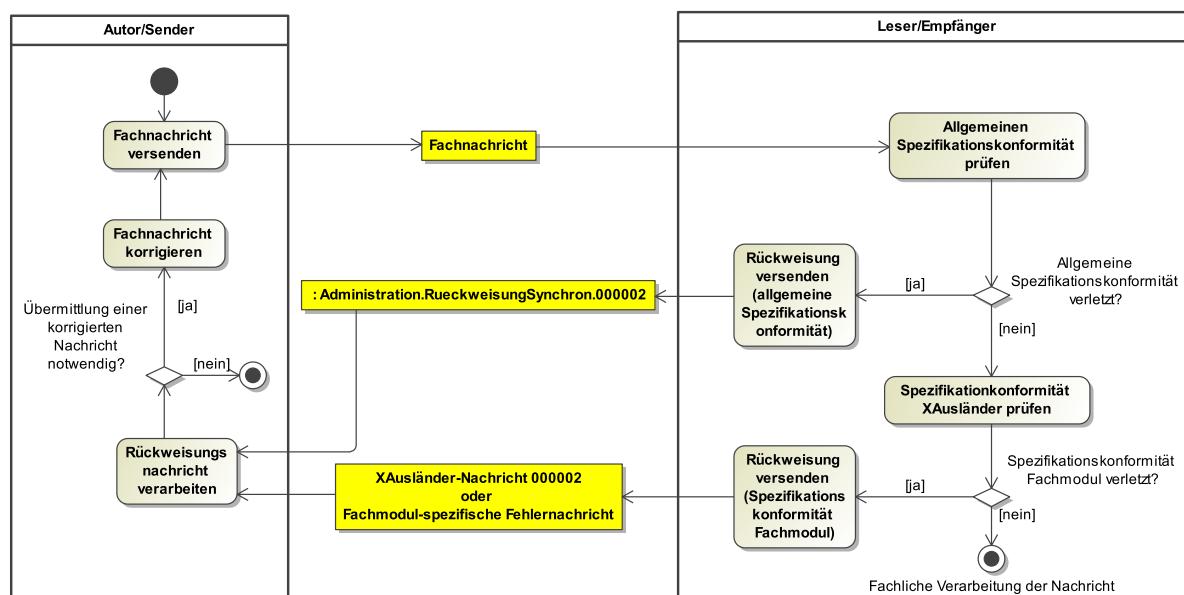 Autor/Sender
Leser/Empfänger
Fachnachricht
versenden
Fachnachricht
Allgemeinen
Spezifikationskonformität
prüfen
Fachnachricht
korrigieren
Rückweisung
versenden
(allgemeine
Spezifikationsk
onformität)
[ja]
Allgemeine
Spezifikationskonformität
verletzt?
: Administration.RueckweisungSynchron.000002
[ja]
Übermittlung einer
korrigierten
Nachricht
notwendig?
[nein]
[nein]
Spezifikationkonformität
XAusländer prüfen
Rückweisungs
nachricht
verarbeiten
XAusländer-Nachricht 000002
oder
Fachmodul-spezifische Fehlernachricht
Rückweisung
versenden
(Spezifikations
konformität
Fachmodul)
[ja]
Spezifikationskonformität
Fachmodul verletzt?
[nein]
Fachliche Verarbeitung der Nachricht